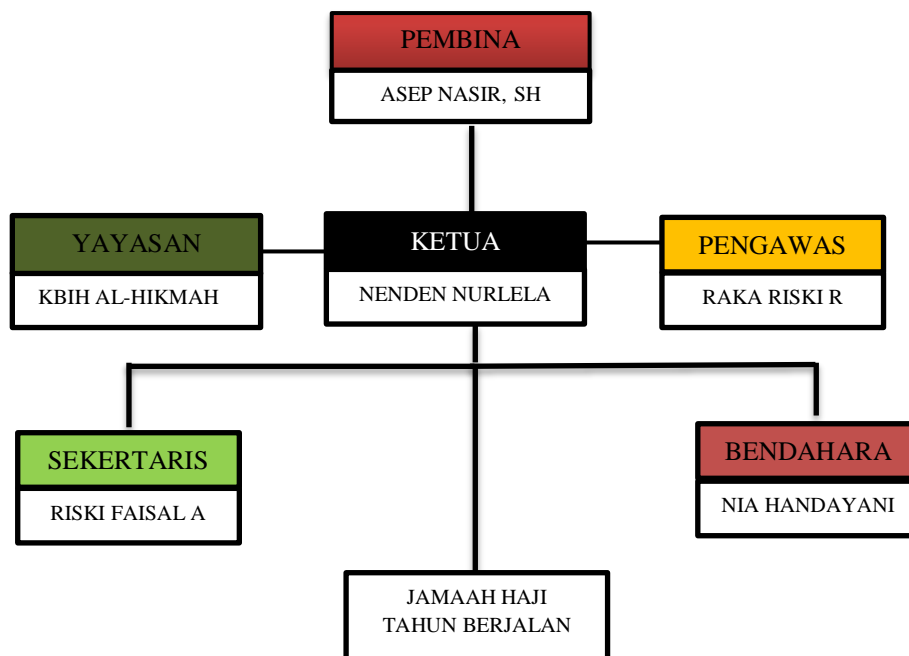 PEMBINA
ASEP NASIR, SH
YAYASAN
KBIH AL-HIKMAH
KETUA
NENDEN NURLELA
PENGAWAS
RAKA RISKI R
SEKERTARIS
RISKI FAISAL A
BENDAHARA
NIA HANDAYANI
JAMAAH HAJI
TAHUN BERJALAN